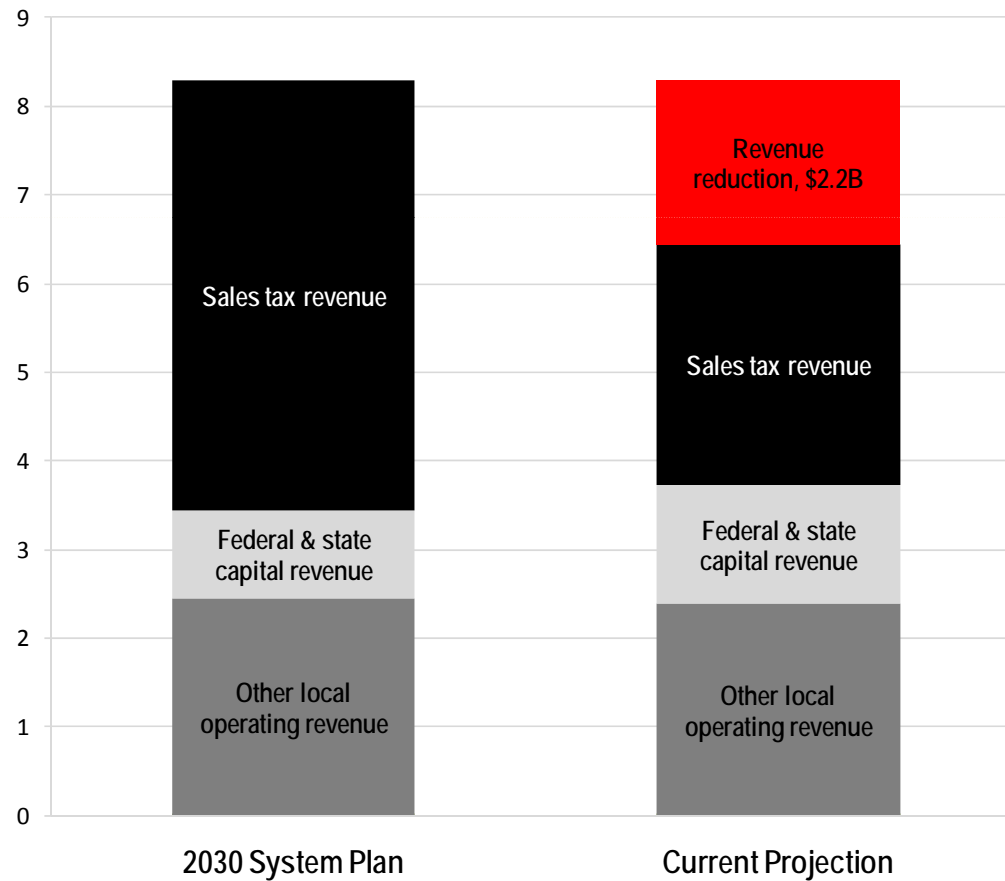 9
8
7
6
5
4
3
2
1
0
Sales tax revenue
Federal & state
capital revenue
Other local
operating revenue
Revenue
reduction, $2.2B
Sales tax revenue
Federal & state
capital revenue
Other local
operating revenue
2030 System Plan
Current Projection